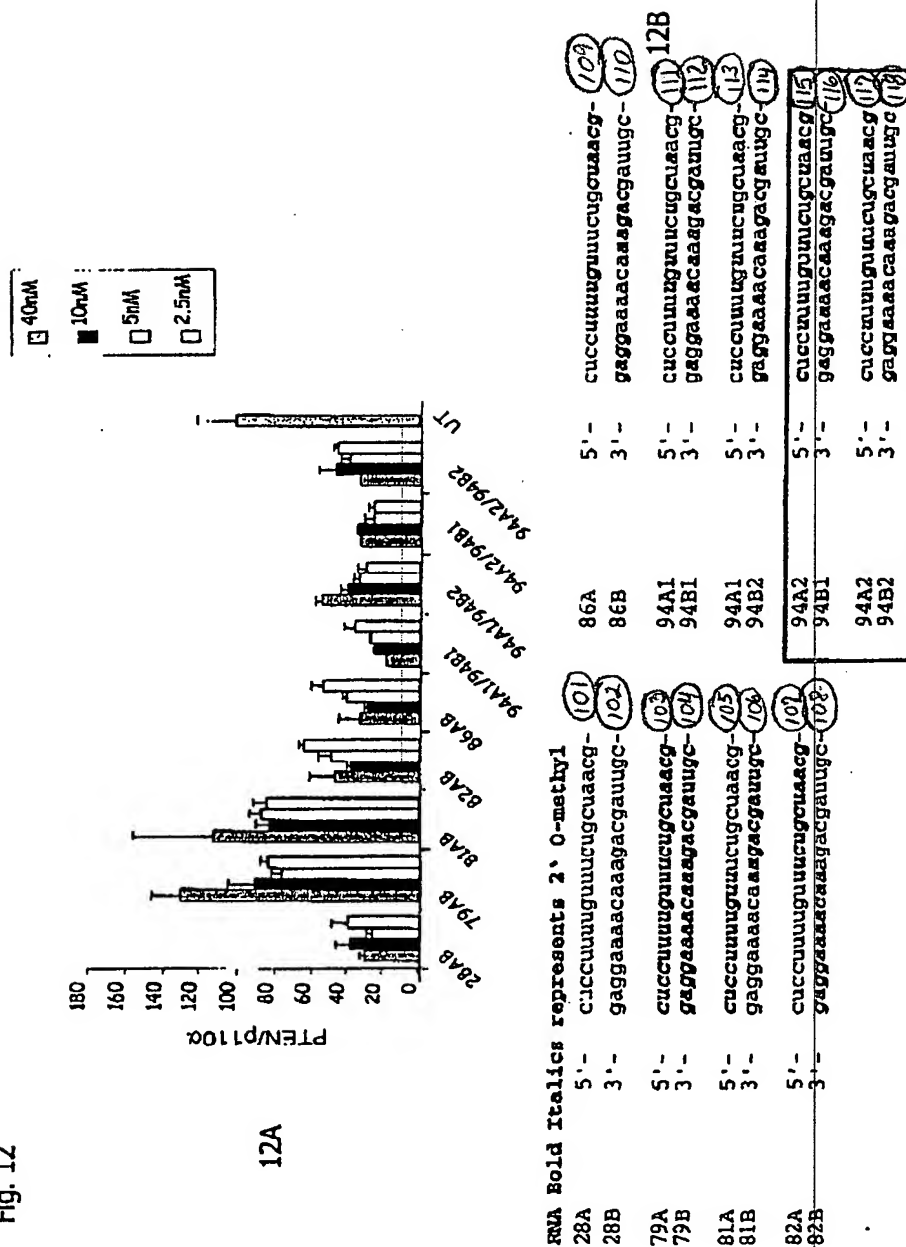 Fig. 12
12A
PTEN/p110α
180
160
140
120
100
80
60
40
20
0
28AB
79AB
81AB
82AB
86AB
94A1/94B1
94A1/94B2
94A2/94B1
94A2/94B2
UT
40nM
10nM
5nM
2.5nM
12B
RNA Bold Italics represents 2' O-methyl
28A 5'- cuccuuuuguuucugcuaacg- 101
28B 3'- gaggaaaacaaagacgauugc- 102
79A 5'- cuccuuuuguuucugcuaacg- 103
79B 3'- gaggaaaacaaagacgauugc- 104
81A 5'- cuccuuuuguuucugcuaacg- 105
81B 3'- gaggaaaacaaagacgauugc- 106
82A 5'- cuccuuuuguuucugcuaacg- 107
82B 3'- gaggaaaacaaagacgauugc- 108
86A 5'- cuccuuuuguuucugcuaacg- 109
86B 3'- gaggaaaacaaagacgauugc- 110
94A1 5'- cuccuuuuguuucugcuaacg- 111
94B1 3'- gaggaaaacaaagacgauugc- 112
94A1 5'- cuccuuuuguuucugcuaacg- 113
94B2 3'- gaggaaaacaaagacgauugc- 114
94A2 5'- cuccuuuuguuucugcuaacg 115
94B1 3'- gaggaaaacaaagacgauugc 116
94A2 5'- cuccuuuuguuucugcuaacg 117
94B2 3'- gaggaaaacaaagacgauugc 118